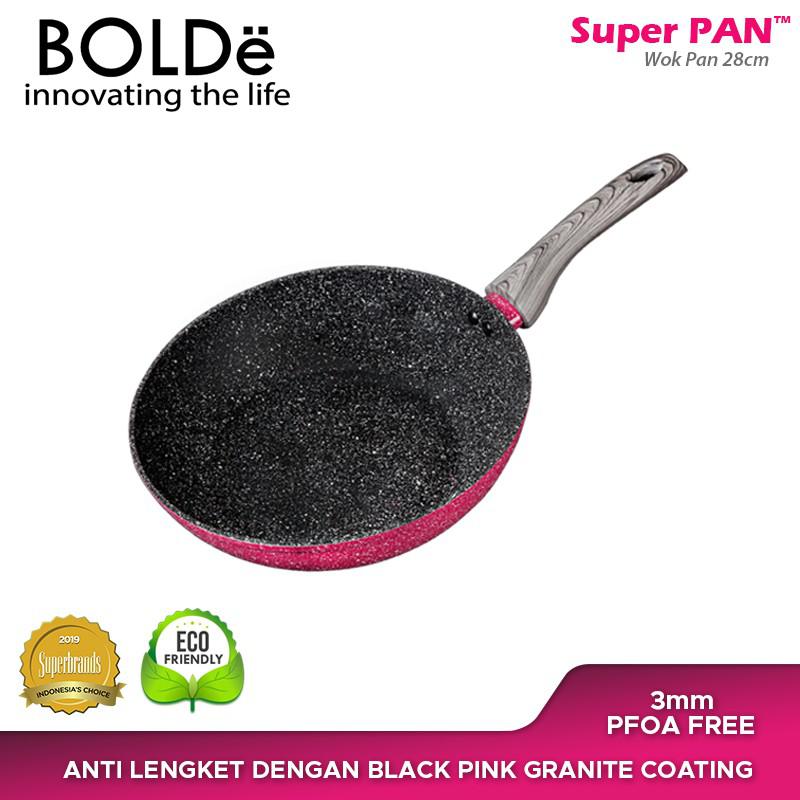 BOLDë
innovating the life
Super PAN™
Wok Pan 28cm
2019
Superbrands
INDONESIA'S CHOICE
ECO
FRIENDLY
3mm
PFOA FREE
ANTI LENGKET DENGAN BLACK PINK GRANITE COATING